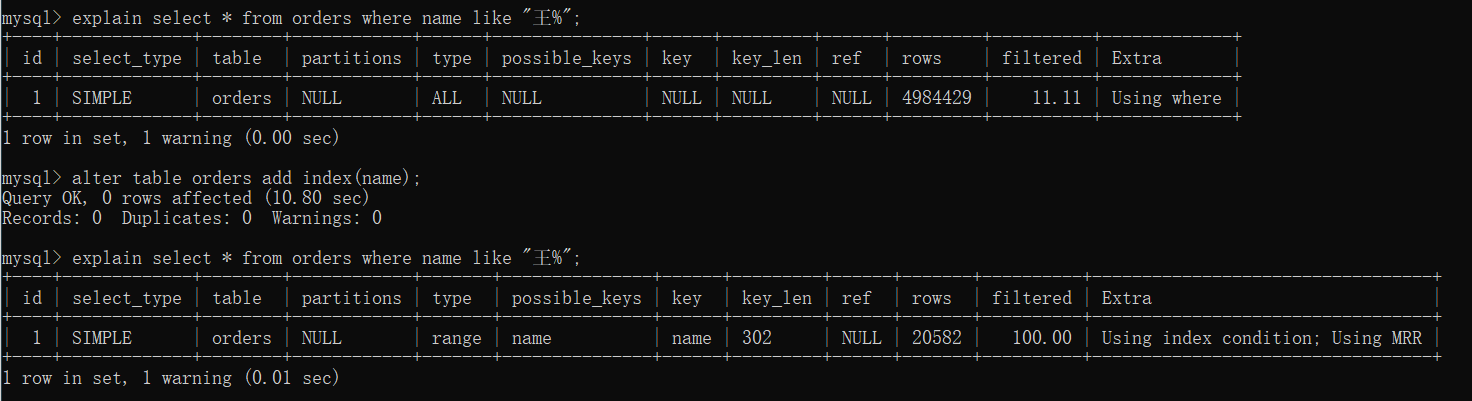 mysql> explain select * from orders where name like "王%";
+----+-------------+--------+------------+------+---------------+------+---------+------+---------+----------+-------------+
| id | select_type | table | partitions | type | possible_keys | key | key_len | ref | rows | filtered | Extra |
+----+-------------+--------+------------+------+---------------+------+---------+------+---------+----------+-------------+
| 1 | SIMPLE | orders | NULL | ALL | NULL | NULL | NULL | NULL | 4984429 | 11.11 | Using where |
+----+-------------+--------+------------+------+---------------+------+---------+------+---------+----------+-------------+
1 row in set, 1 warning (0.00 sec)
mysql> alter table orders add index(name);
Query OK, 0 rows affected (10.80 sec)
Records: 0 Duplicates: 0 Warnings: 0
mysql> explain select * from orders where name like "王%";
+----+-------------+--------+------------+-------+---------------+------+---------+------+-------+----------+----------------------------------+
| id | select_type | table | partitions | type | possible_keys | key | key_len | ref | rows | filtered | Extra |
+----+-------------+--------+------------+-------+---------------+------+---------+------+-------+----------+----------------------------------+
| 1 | SIMPLE | orders | NULL | range | name | name | 302 | NULL | 20582 | 100.00 | Using index condition; Using MRR |
+----+-------------+--------+------------+-------+---------------+------+---------+------+-------+----------+----------------------------------+
1 row in set, 1 warning (0.01 sec)